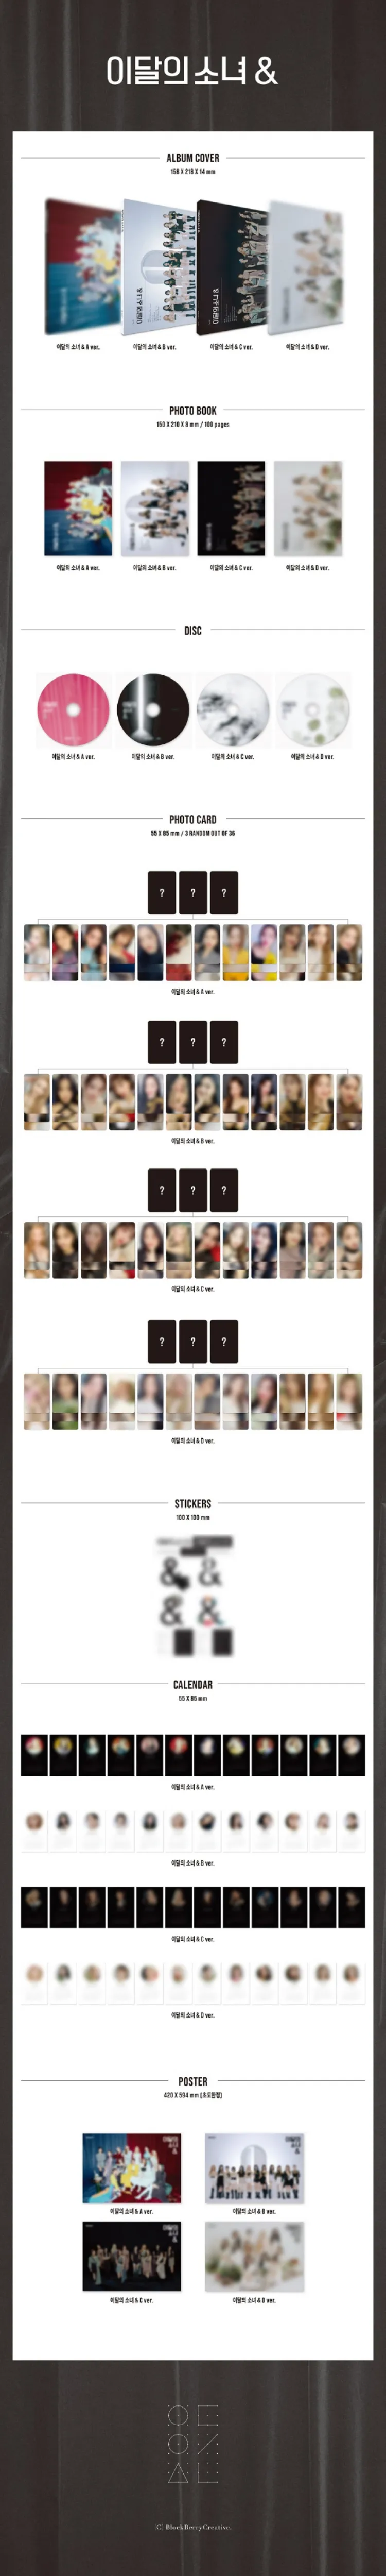 이달의 소녀 &
ALBUM COVER
158 X 218 X 14 mm
이달의 소녀 & A ver.
이달의 소녀 & B ver.
이달의 소녀 & C ver.
이달의 소녀 & D ver.
PHOTO BOOK
150 X 210 X 8 mm / 100 pages
이달의 소녀 & A ver.
이달의 소녀 & B ver.
이달의 소녀 & C ver.
이달의 소녀 & D ver.
DISC
이달의 소녀 & A ver.
이달의 소녀 & B ver.
이달의 소녀 & C ver.
이달의 소녀 & D ver.
PHOTO CARD
55 X 85 mm / 3 RANDOM OUT OF 36
? ? ?
이달의 소녀 & A ver.
? ? ?
이달의 소녀 & B ver.
? ? ?
이달의 소녀 & C ver.
? ? ?
이달의 소녀 & D ver.
STICKERS
100 X 100 mm
CALENDAR
55 X 85 mm
이달의 소녀 & A ver.
이달의 소녀 & B ver.
이달의 소녀 & C ver.
이달의 소녀 & D ver.
POSTER
420 X 594 mm (초도한정)
이달의 소녀 & A ver.
이달의 소녀 & B ver.
이달의 소녀 & C ver.
이달의 소녀 & D ver.
(C) BlockBerryCreative.